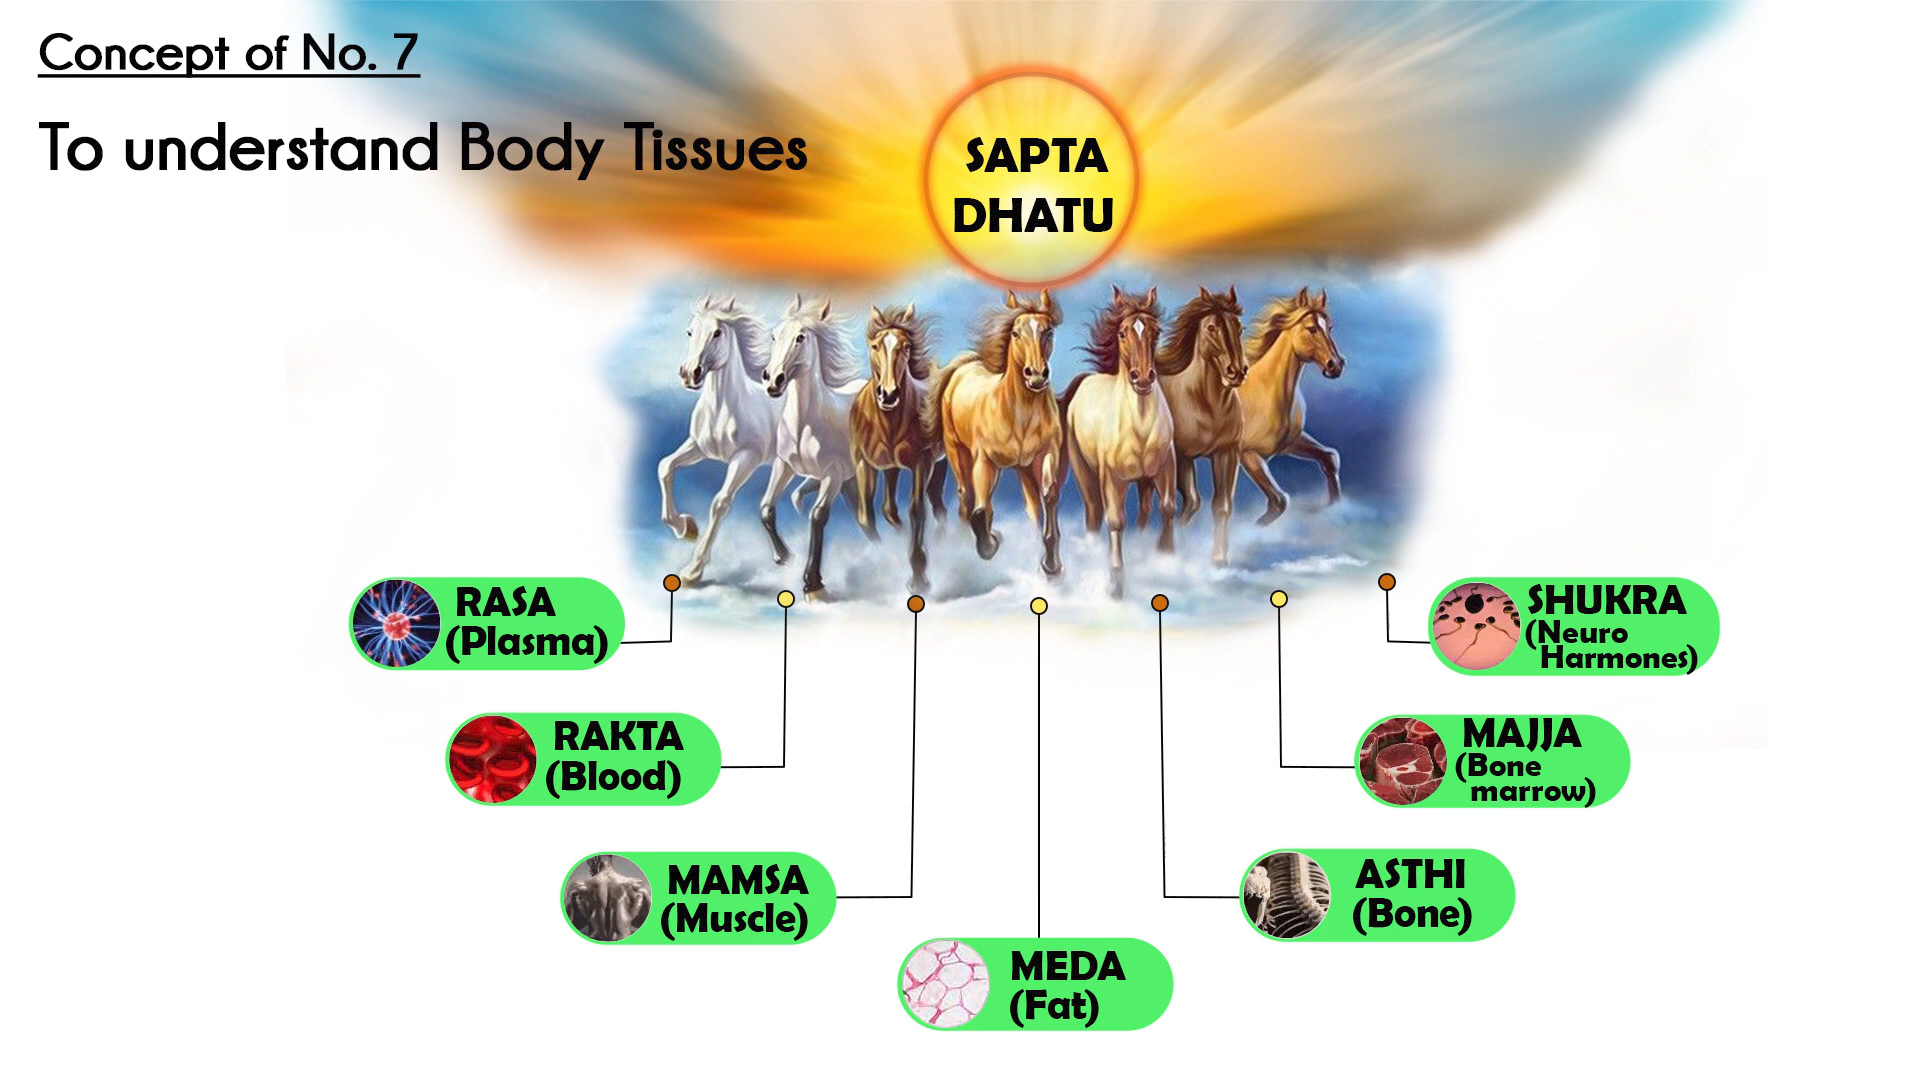 Concept of No. 7
To understand Body Tissues
SAPTA
DHATU
RASA
(Plasma)
RAKTA
(Blood)
MAMSA
(Muscle)
MEDA
(Fat)
ASTHI
(Bone)
MAJJA
(Bone
marrow)
SHUKRA
(Neuro
Harmones)